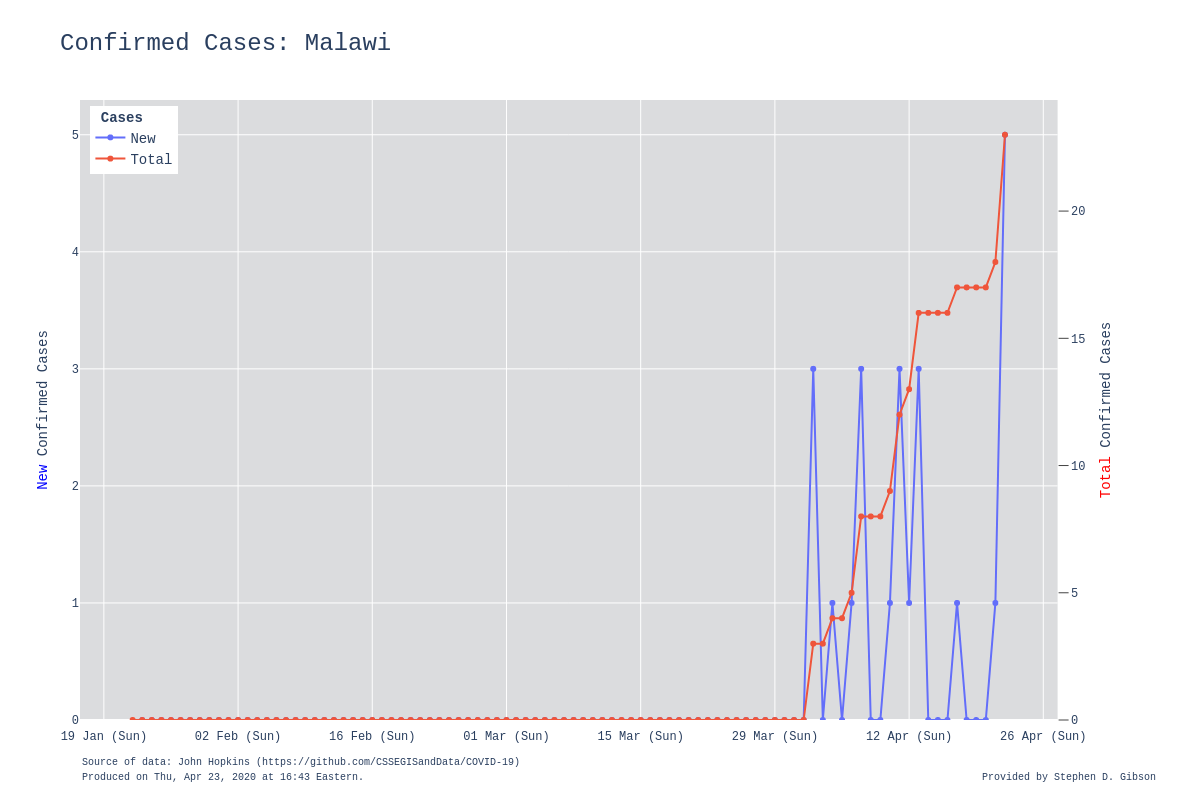 Confirmed Cases: Malawi
Cases
New
Total
5
4
3
2
1
0
New Confirmed Cases
20
15
10
5
0
Total Confirmed Cases
19 Jan (Sun) 02 Feb (Sun) 16 Feb (Sun) 01 Mar (Sun) 15 Mar (Sun) 29 Mar (Sun) 12 Apr (Sun) 26 Apr (Sun)
Source of data: John Hopkins (https://github.com/CSSEGISandData/COVID-19)
Produced on Thu, Apr 23, 2020 at 16:43 Eastern.
Provided by Stephen D. Gibson